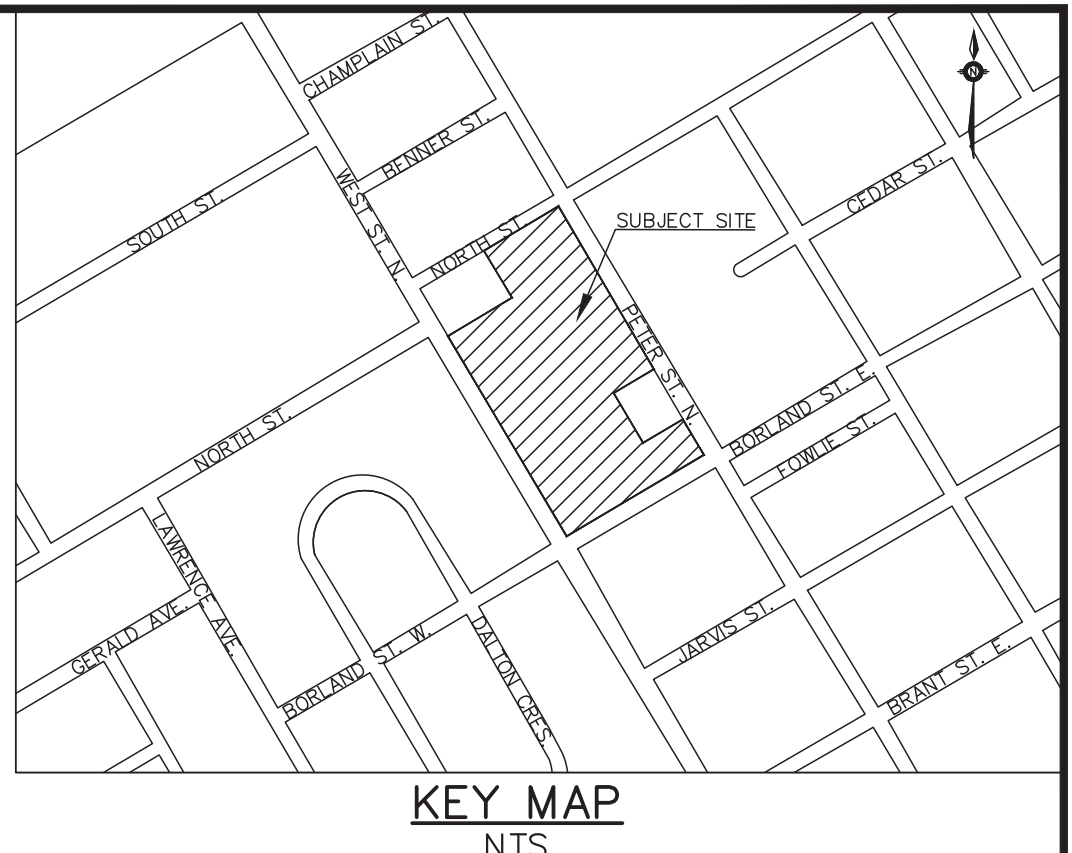 CHAMPLAIN ST.
N
BENNER ST.
CEDAR ST.
WEST ST. N.
SOUTH ST.
SUBJECT SITE
NORTH ST.
PETER ST. N.
BORLAND ST. E.
NORTH ST.
FOWLIE ST.
LAWRENCE AVE.
GERALD AVE.
JARVIS ST.
BORLAND ST. W.
DALTON CRES.
BRANT ST. E.
KEY MAP
NTS